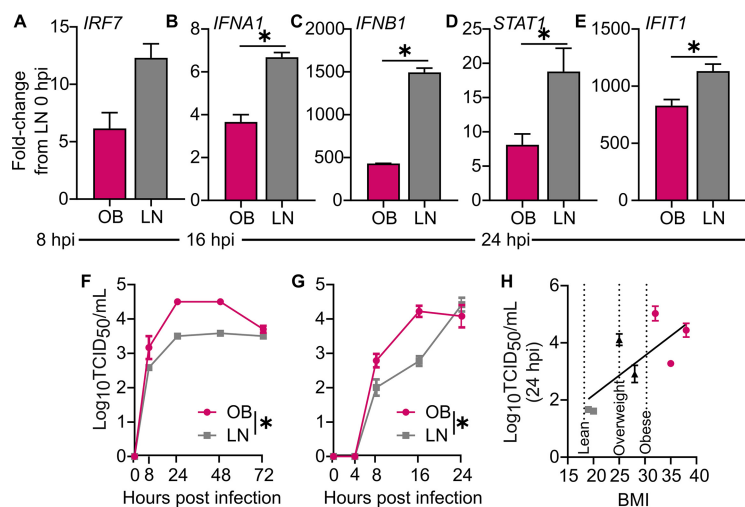 A IRF7 B IFNA1 C IFNB1 D STAT1 E IFIT1
* * * *
Fold-change
from LN 0 hpi
15
10
5
0
OB LN
8
6
4
2
0
OB LN
2000
1500
1000
500
0
OB LN
25
20
15
10
5
0
OB LN
1500
1000
500
0
OB LN
8 hpi 16 hpi 24 hpi
F
Log10TCID50/mL
5
4
3
2
1
0
OB
LN
*
0 8 24 48 72
Hours post infection
G
5
4
3
2
1
0
OB
LN
*
0 4 8 16 24
Hours post infection
H
Log10TCID50/mL
(24 hpi)
6
4
2
0
Lean
Overweight
Obese
15 20 25 30 35 40
BMI